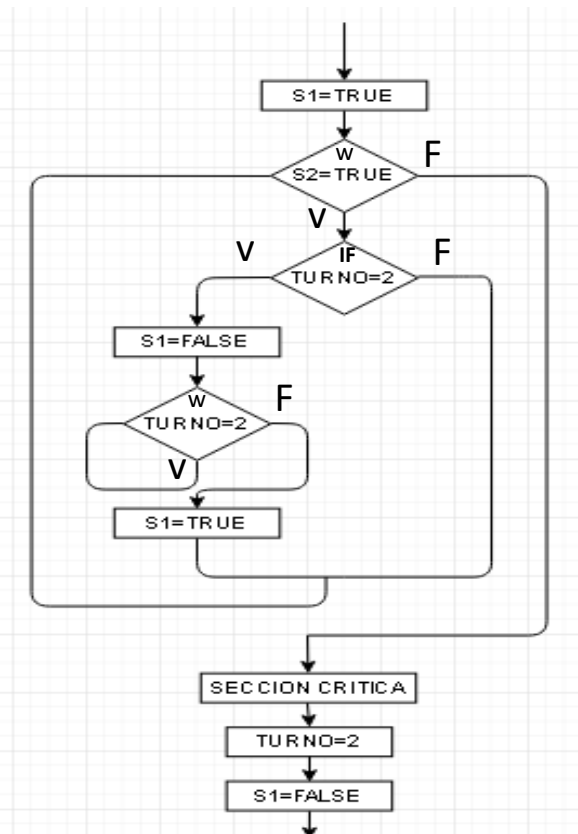 S1=TRUE
W
F
S2=TRUE
V
V
IF
F
TURNO=2
S1=FALSE
W
F
TURNO=2
V
S1=TRUE
SECCION CRITICA
TURNO=2
S1=FALSE